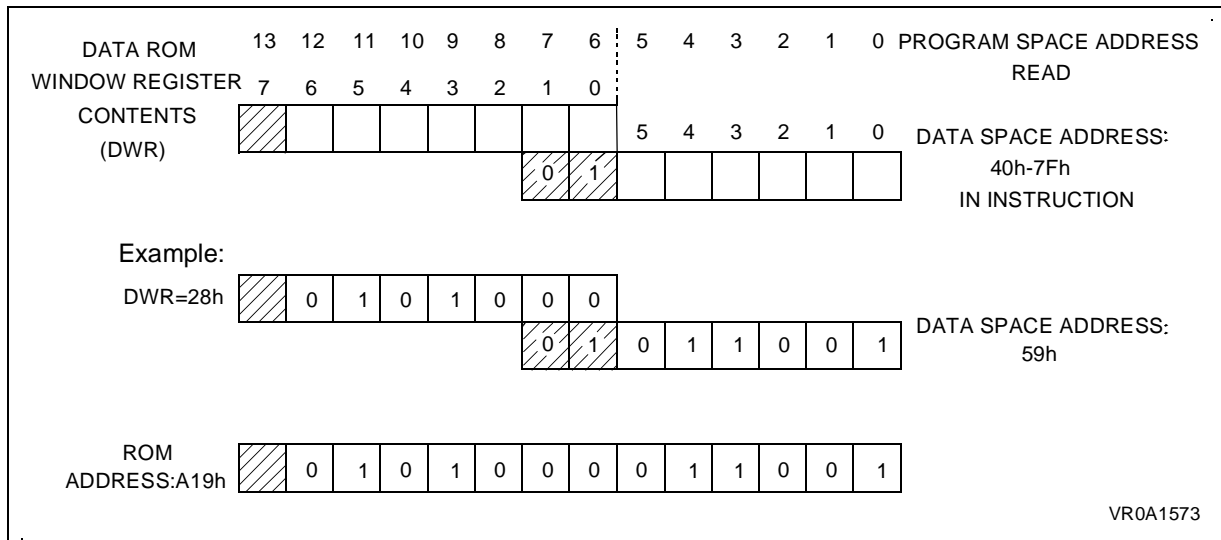 DATA ROM 13 12 11 10 9 8 7 6 5 4 3 2 1 0 PROGRAM SPACE ADDRESS
READ
WINDOW REGISTER 7 6 5 4 3 2 1 0
CONTENTS
(DWR)
5 4 3 2 1 0 DATA SPACE ADDRESS:
0 1 40h-7Fh
IN INSTRUCTION
Example:
DWR=28h 0 1 0 1 0 0 0
0 1 0 1 1 0 0 1 DATA SPACE ADDRESS:
59h
ROM
ADDRESS:A19h 0 1 0 1 0 0 0 0 1 1 0 0 1
VR0A1573